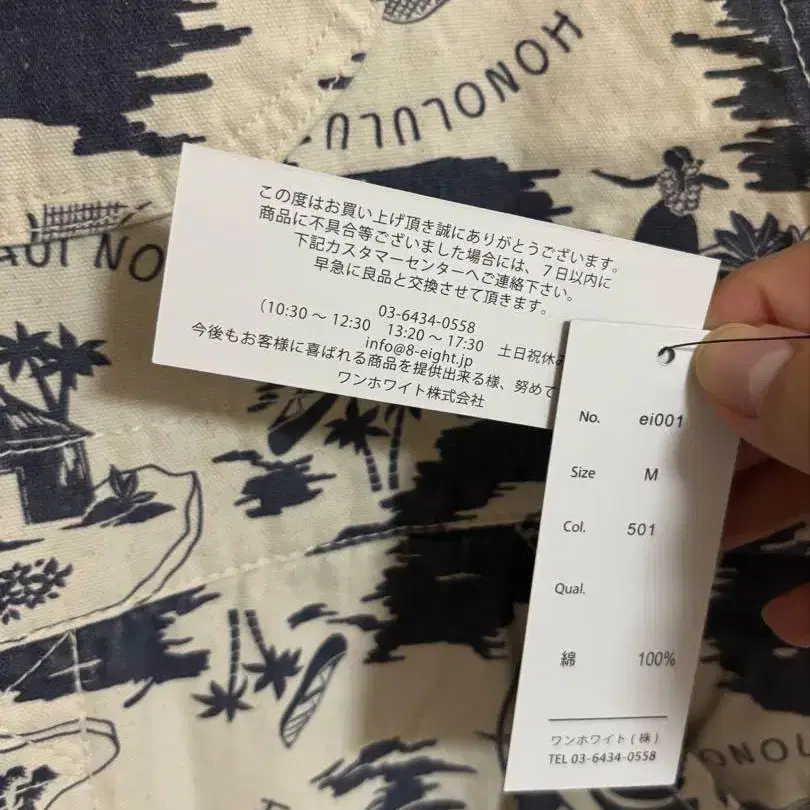 HONOLULU
この度はお買い上げ頂き誠にありがとうございます。
商品に不具合等ございました場合には、7日以内に
下記カスタマーセンターへご連絡下さい。
早急に良品と交換させて頂きます。
03-6434-0558
(10:30 ～ 12:30 13:20 ～ 17:30 土日祝休み
info@8-eight.jp
今後もお客様に喜ばれる商品を提供出来る様、努めて
ワンホワイト株式会社
No. ei001
Size M
Col. 501
Qual.
綿 100%
ワンホワイト(株)
TEL 03-6434-0558